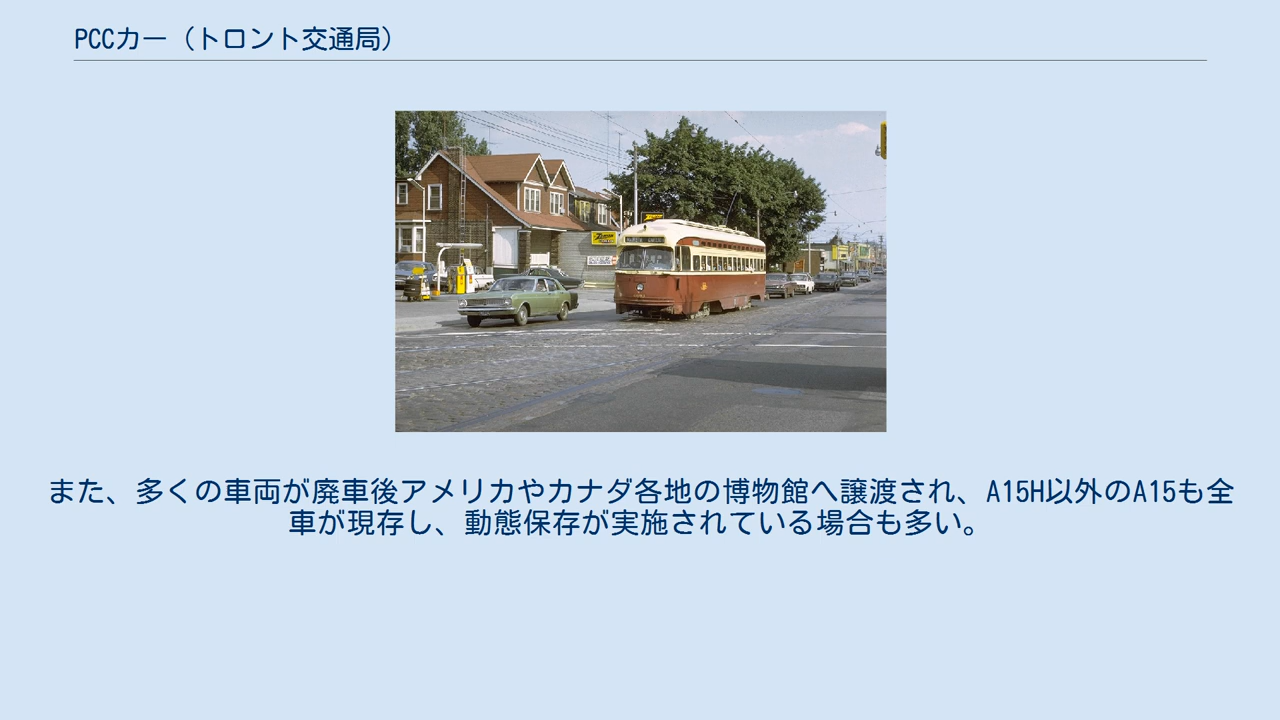 PCCカー（トロント交通局）
また、多くの車両が廃車後アメリカやカナダ各地の博物館へ譲渡され、A15H以外のA15も全
車が現存し、動態保存が実施されている場合も多い。